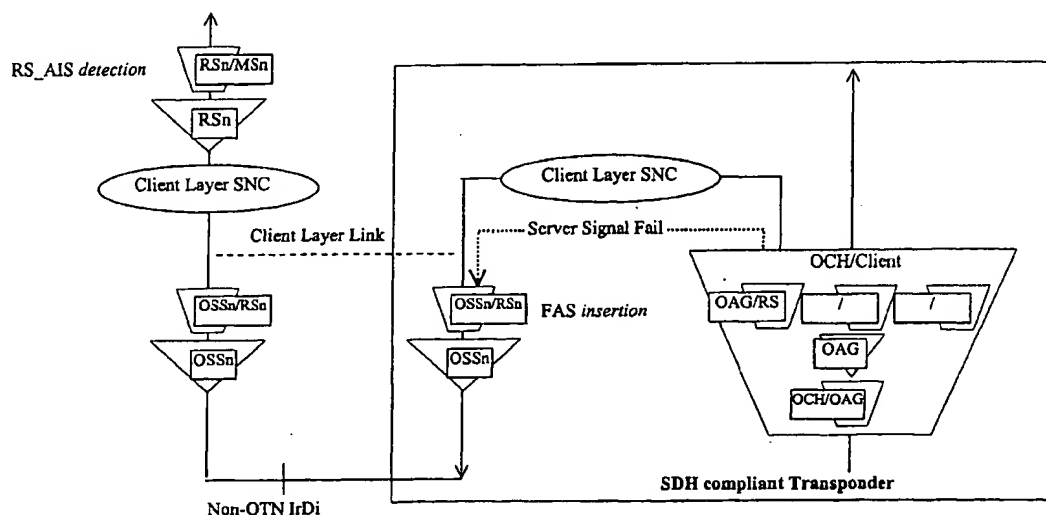 RS_AIS detection
RSn/MSn
RSn
Client Layer SNC
Client Layer SNC
Client Layer Link
Server Signal Fail
OCH/Client
OSSn/RSn
OSSn/RSn
FAS insertion
OAG/RS
/
/
OSSn
OSSn
OAG
OCH/OAG
SDH compliant Transponder
Non-OTN IrDi